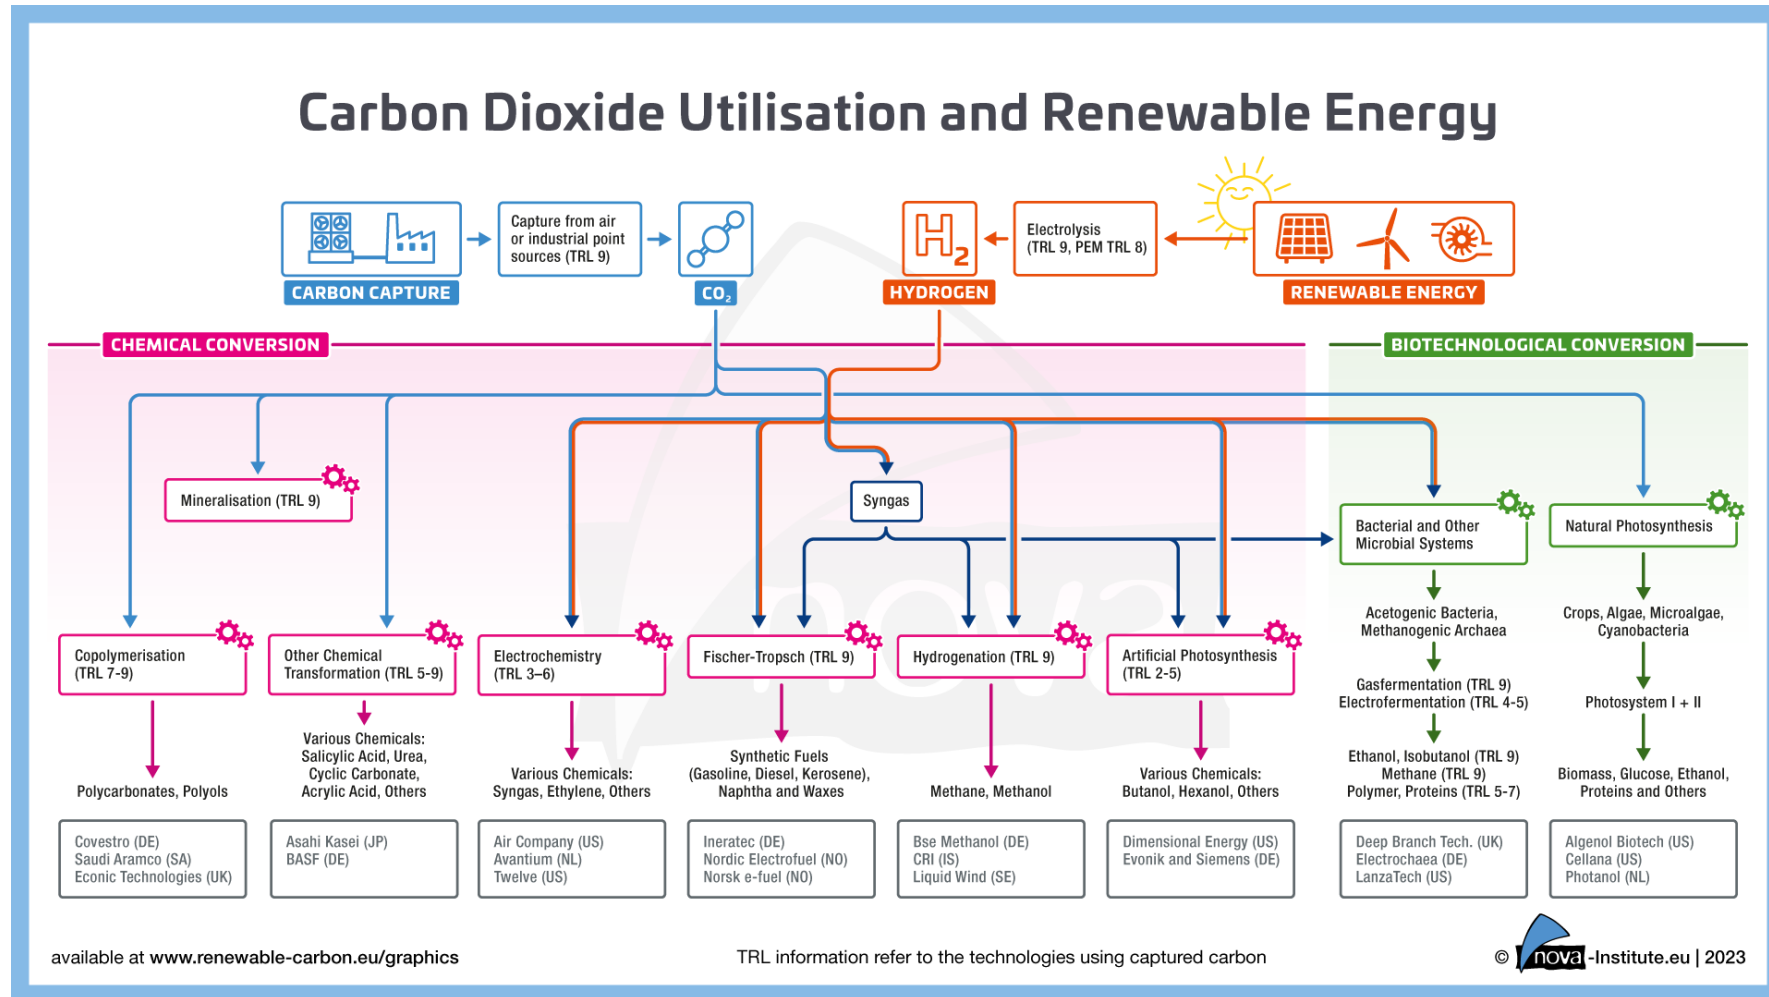 Carbon Dioxide Utilisation and Renewable Energy
Capture from air
or industrial point
sources (TRL 9)
CARBON CAPTURE
CO₂
H₂
HYDROGEN
Electrolysis
(TRL 9, PEM TRL 8)
RENEWABLE ENERGY
CHEMICAL CONVERSION
BIOTECHNOLOGICAL CONVERSION
Mineralisation (TRL 9)
Syngas
Bacterial and Other
Microbial Systems
Natural Photosynthesis
Acetogenic Bacteria,
Methanogenic Archaea
Crops, Algae, Microalgae,
Cyanobacteria
Gasfermentation (TRL 9)
Electrofermentation (TRL 4-5)
Photosystem I + II
Ethanol, Isobutanol (TRL 9)
Methane (TRL 9)
Polymer, Proteins (TRL 5-7)
Biomass, Glucose, Ethanol,
Proteins and Others
nova
Copolymerisation
(TRL 7-9)
Other Chemical
Transformation (TRL 5-9)
Electrochemistry
(TRL 3–6)
Fischer-Tropsch (TRL 9)
Hydrogenation (TRL 9)
Artificial Photosynthesis
(TRL 2-5)
Polycarbonates, Polyols
Various Chemicals:
Salicylic Acid, Urea,
Cyclic Carbonate,
Acrylic Acid, Others
Various Chemicals:
Syngas, Ethylene, Others
Synthetic Fuels
(Gasoline, Diesel, Kerosene),
Naphtha and Waxes
Methane, Methanol
Various Chemicals:
Butanol, Hexanol, Others
Covestro (DE)
Saudi Aramco (SA)
Econic Technologies (UK)
Asahi Kasei (JP)
BASF (DE)
Air Company (US)
Avantium (NL)
Twelve (US)
Ineratec (DE)
Nordic Electrofuel (NO)
Norsk e-fuel (NO)
Bse Methanol (DE)
CRI (IS)
Liquid Wind (SE)
Dimensional Energy (US)
Evonik and Siemens (DE)
Deep Branch Tech. (UK)
Electrochaea (DE)
LanzaTech (US)
Algenol Biotech (US)
Cellana (US)
Photanol (NL)
available at www.renewable-carbon.eu/graphics
TRL information refer to the technologies using captured carbon
© nova-Institute.eu | 2023